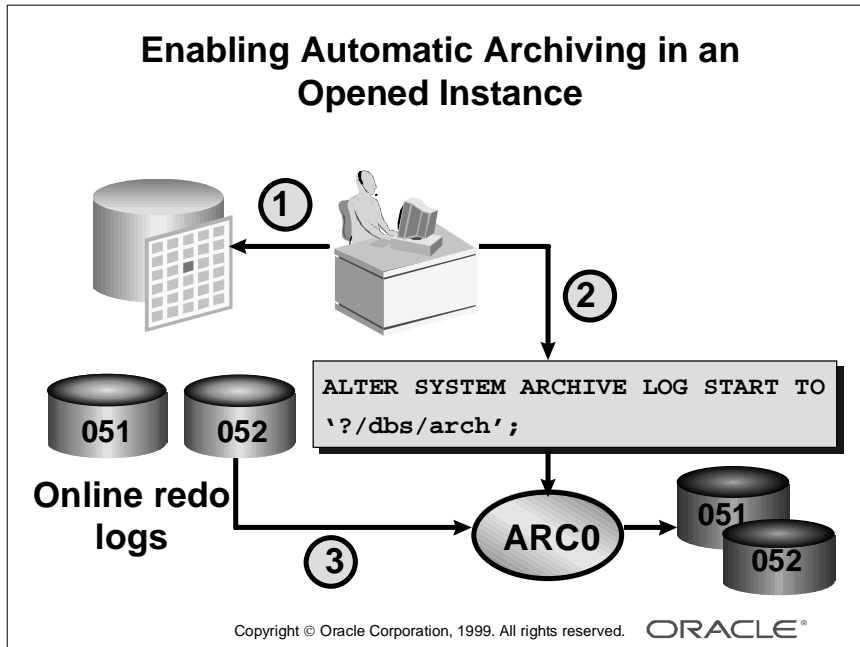 Enabling Automatic Archiving in an
Opened Instance
1
2
ALTER SYSTEM ARCHIVE LOG START TO
‘?/dbs/arch’;
051
052
Online redo
logs
3
ARC0
051
052
Copyright © Oracle Corporation, 1999. All rights reserved.
ORACLE®